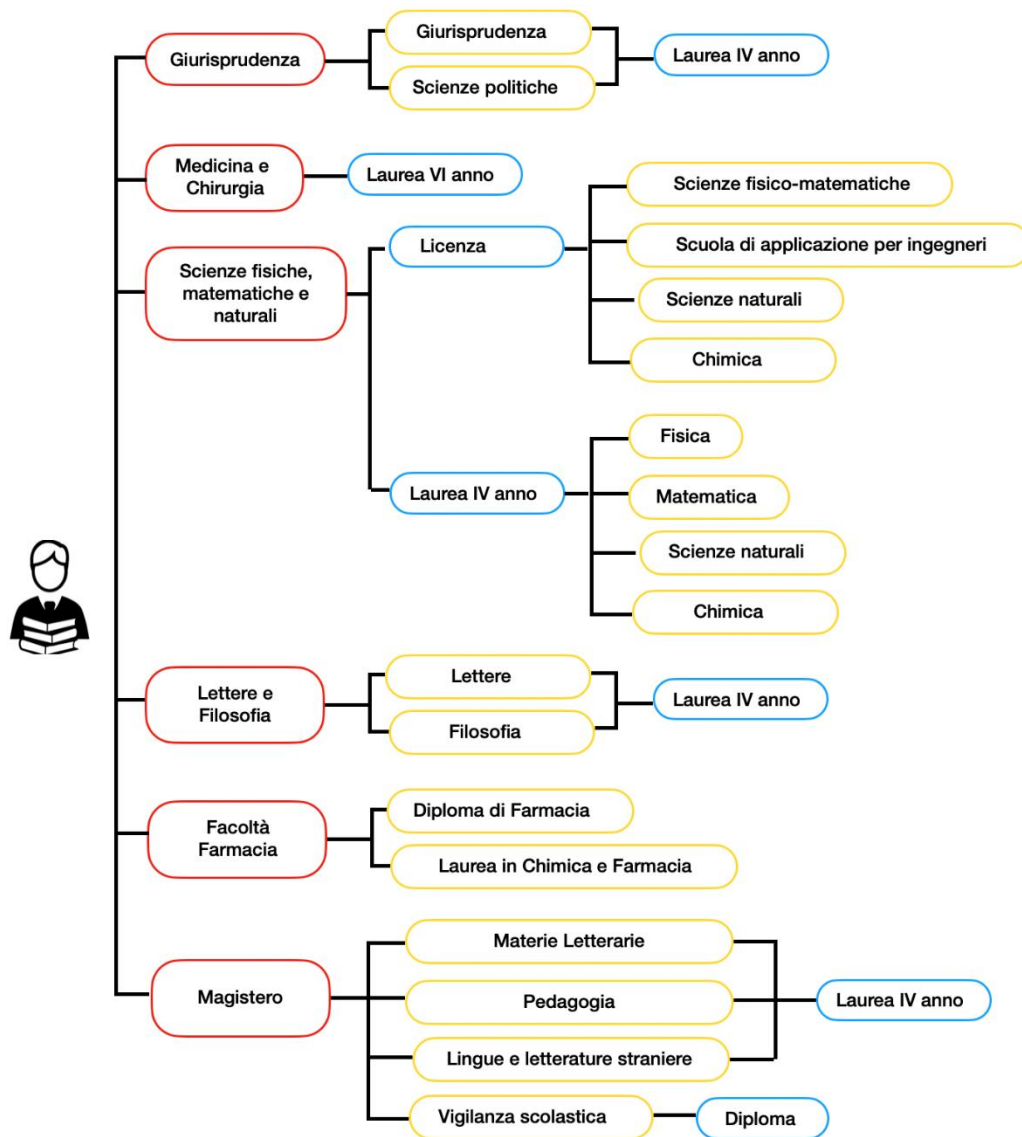 Giurisprudenza
Giurisprudenza
Scienze politiche
Laurea IV anno
Medicina e
Chirurgia
Laurea VI anno
Scienze fisiche,
matematiche e
naturali
Licenza
Scienze fisico-matematiche
Scuola di applicazione per ingegneri
Scienze naturali
Chimica
Laurea IV anno
Fisica
Matematica
Scienze naturali
Chimica
Lettere e
Filosofia
Lettere
Filosofia
Laurea IV anno
Facoltà
Farmacia
Diploma di Farmacia
Laurea in Chimica e Farmacia
Magistero
Materie Letterarie
Pedagogia
Lingue e letterature straniere
Laurea IV anno
Vigilanza scolastica
Diploma